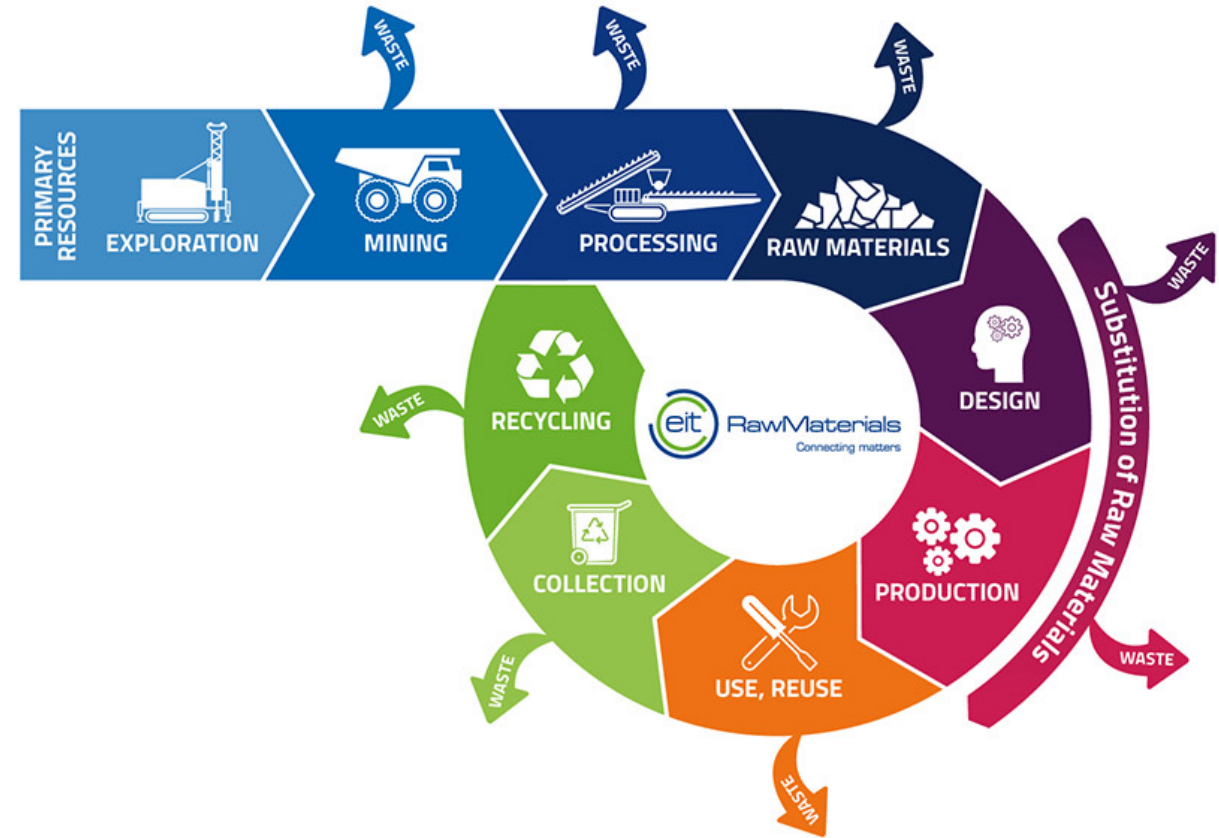 PRIMARY
RESOURCES
EXPLORATION
MINING
WASTE
PROCESSING
WASTE
RAW MATERIALS
WASTE
DESIGN
WASTE
Substitution of Raw Materials
PRODUCTION
WASTE
USE, REUSE
WASTE
COLLECTION
WASTE
RECYCLING
WASTE
eit RawMaterials
Connecting matters